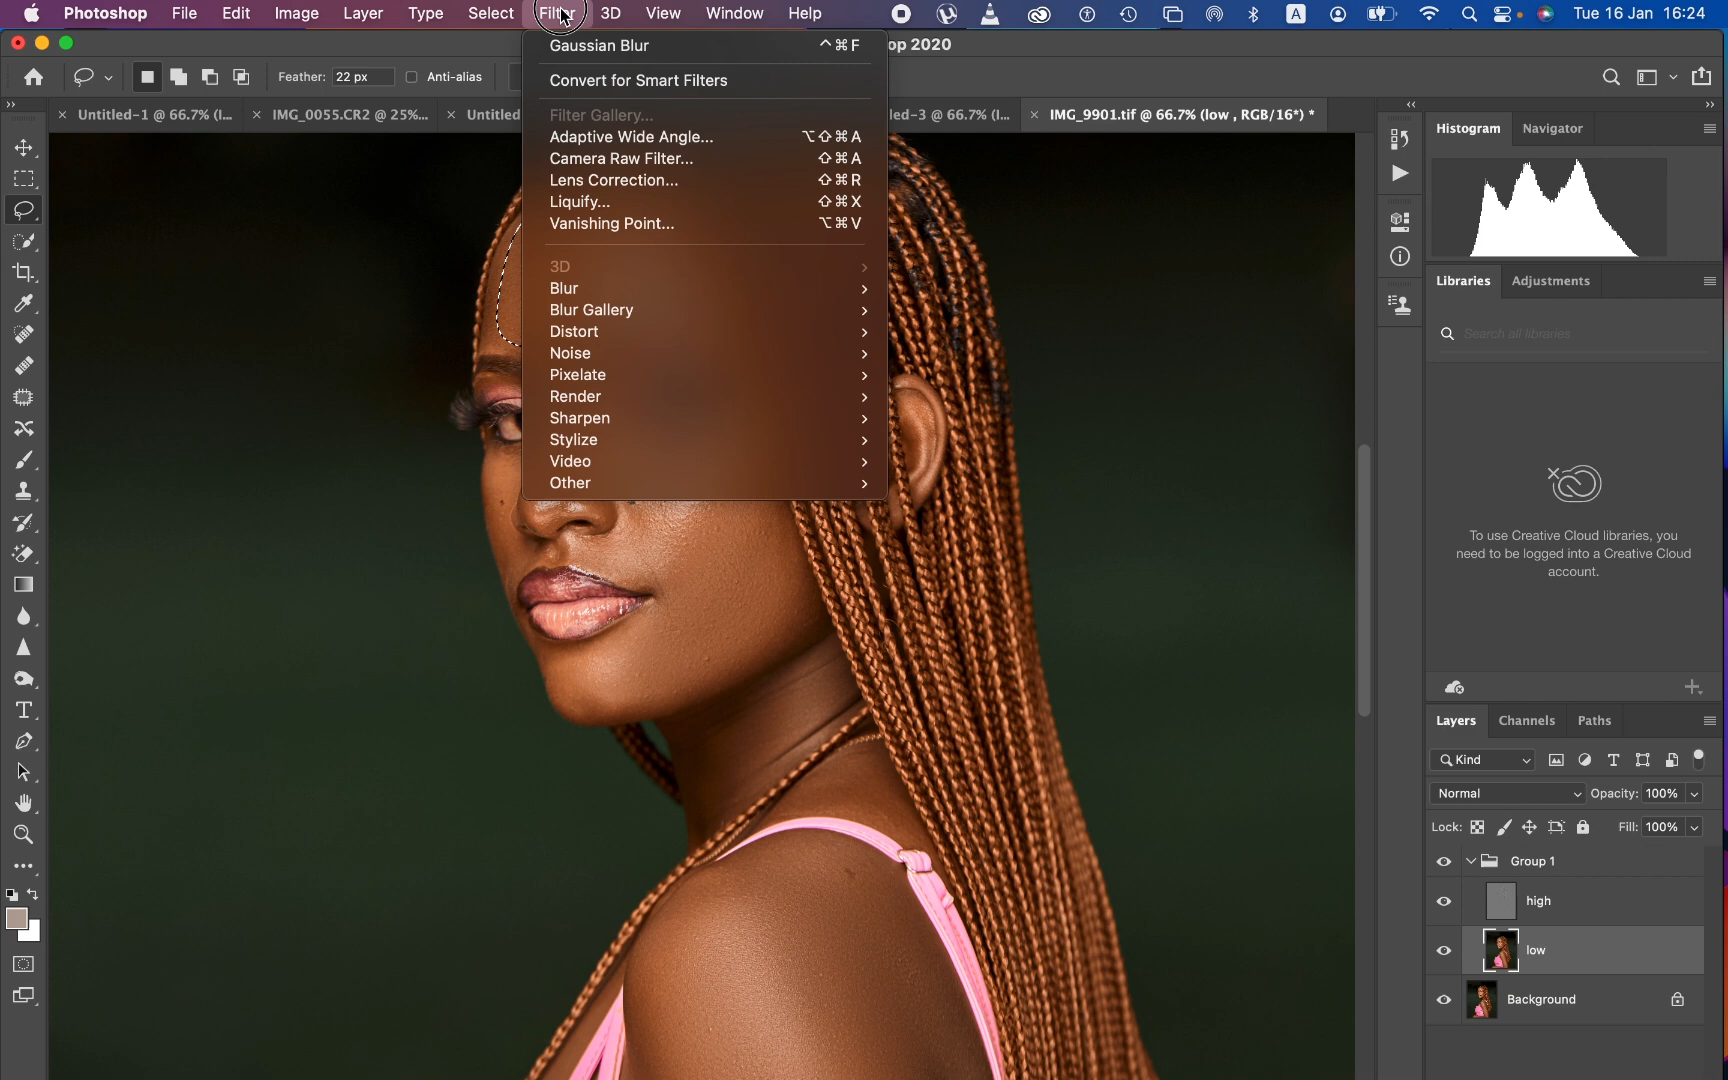 Photoshop File Edit Image Layer Type Select Filter 3D View Window Help A Tue 16 Jan 16:24
op 2020
Feather: 22 px Anti-alias
× Untitled-1 @ 66.7% (l... × IMG_0055.CR2 @ 25%... × Untitled led-3 @ 66.7% (l... × IMG_9901.tif @ 66.7% (low , RGB/16*) *
Gaussian Blur ^⌘F
Convert for Smart Filters
Filter Gallery...
Adaptive Wide Angle... ⌥⇧⌘A
Camera Raw Filter... ⇧⌘A
Lens Correction... ⇧⌘R
Liquify... ⇧⌘X
Vanishing Point... ⌥⌘V
3D
Blur
Blur Gallery
Distort
Noise
Pixelate
Render
Sharpen
Stylize
Video
Other
Histogram Navigator
Libraries Adjustments
Search all libraries
To use Creative Cloud libraries, you
need to be logged into a Creative Cloud
account.
Layers Channels Paths
Kind
Normal Opacity: 100%
Lock: Fill: 100%
Group 1
high
low
Background